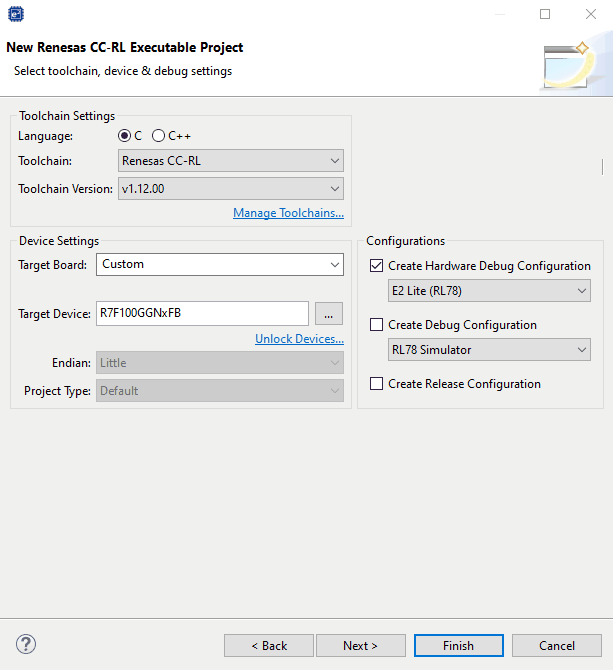 New Renesas CC-RL Executable Project
Select toolchain, device & debug settings
Toolchain Settings
Language: C C++
Toolchain: Renesas CC-RL
Toolchain Version: v1.12.00
Manage Toolchains...
Device Settings
Target Board: Custom
Target Device: R7F100GGNxFB ...
Unlock Devices...
Endian: Little
Project Type: Default
Configurations
Create Hardware Debug Configuration
E2 Lite (RL78)
Create Debug Configuration
RL78 Simulator
Create Release Configuration
? < Back Next > Finish Cancel